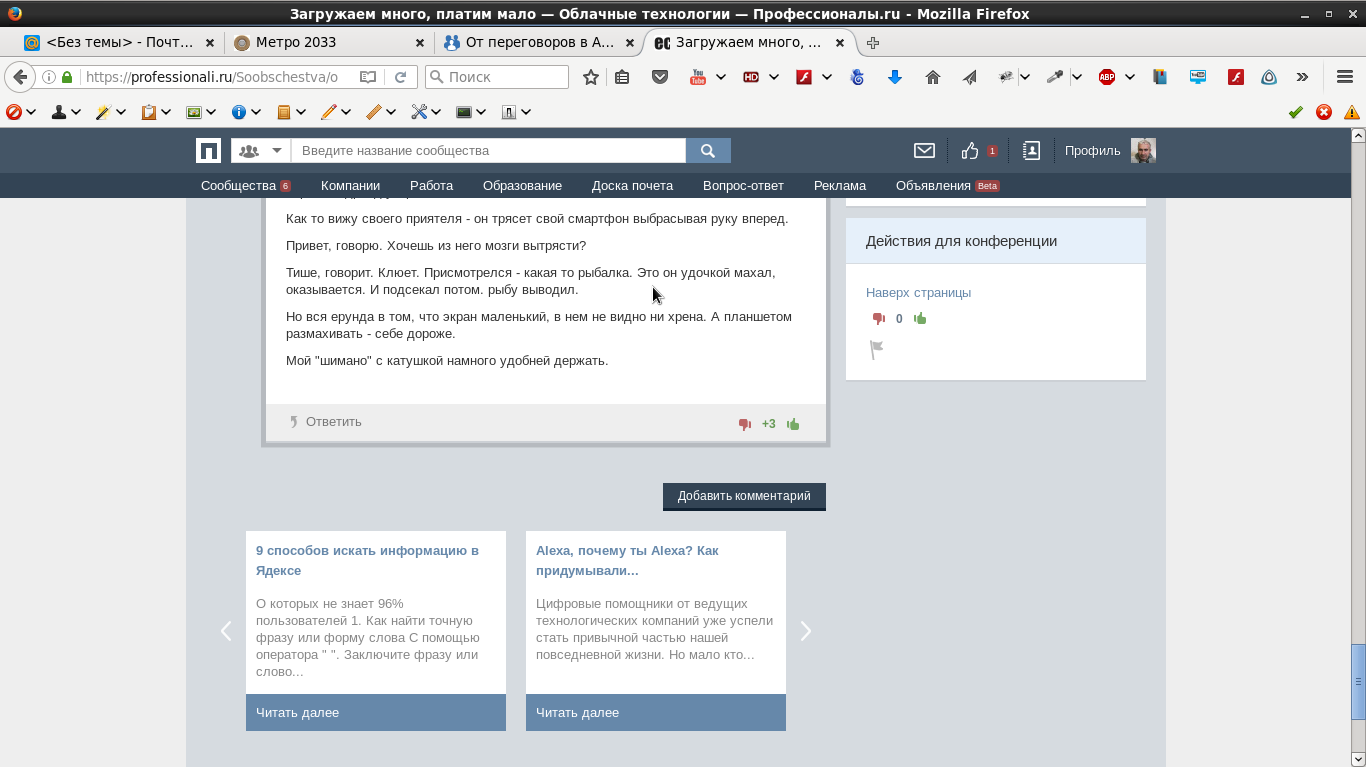 Загружаем много, платим мало — Облачные технологии — Профессионалы.ru - Mozilla Firefox
<Без темы> - Почт...
Метро 2033
От переговоров в А...
Загружаем много, ...
https://professionali.ru/Soobschestva/o
Поиск
You
Tube
HD
ABP
Введите название сообщества
1
Профиль
Сообщества 6
Компании
Работа
Образование
Доска почета
Вопрос-ответ
Реклама
Объявления Beta
Как то вижу своего приятеля - он трясет свой смартфон выбрасывая руку вперед.
Привет, говорю. Хочешь из него мозги вытрясти?
Тише, говорит. Клюет. Присмотрелся - какая то рыбалка. Это он удочкой махал,
оказывается. И подсекал потом. рыбу выводил.
Но вся ерунда в том, что экран маленький, в нем не видно ни хрена. А планшетом
размахивать - себе дороже.
Мой "шимано" с катушкой намного удобней держать.
Ответить
+3
Действия для конференции
Наверх страницы
0
Добавить комментарий
9 способов искать информацию в
Ядексе
О которых не знает 96%
пользователей 1. Как найти точную
фразу или форму слова С помощью
оператора " ". Заключите фразу или
слово...
Читать далее
Alexa, почему ты Alexa? Как
придумывали...
Цифровые помощники от ведущих
технологических компаний уже успели
стать привычной частью нашей
повседневной жизни. Но мало кто...
Читать далее